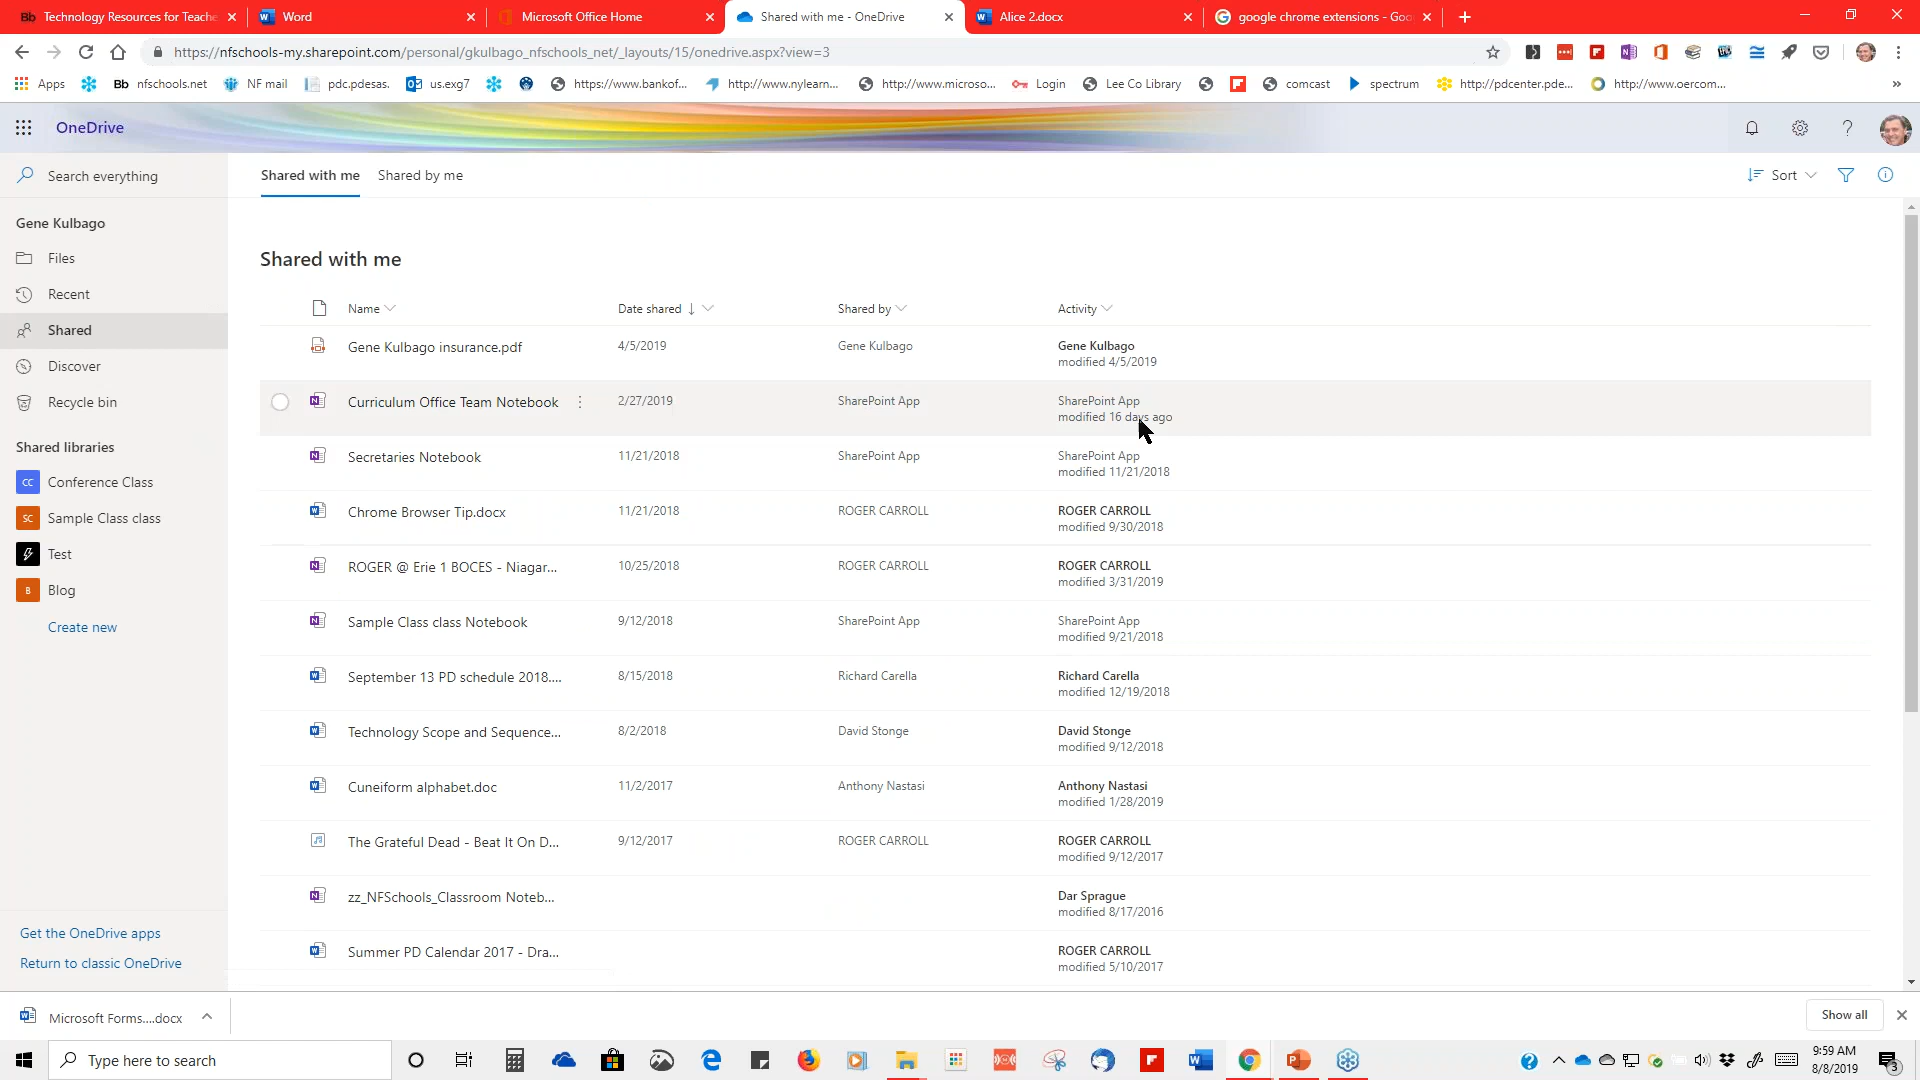 Technology Resources for Teache
Word
Microsoft Office Home
Shared with me - OneDrive
Alice 2.docx
google chrome extensions - Goo
https://nfschools-my.sharepoint.com/personal/gkulbago_nfschools_net/_layouts/15/onedrive.aspx?view=3
Apps
Bb nfschools.net
NF mail
pdc.pdesas.
us.exg7
https://www.bankof...
http://www.nylearn...
http://www.microso...
Login
Lee Co Library
comcast
spectrum
http://pdcenter.pde...
http://www.oercom...
OneDrive
Search everything
Shared with me
Shared by me
Sort
Gene Kulbago
Files
Recent
Shared
Discover
Recycle bin
Shared libraries
CC Conference Class
SC Sample Class class
Test
B Blog
Create new
Get the OneDrive apps
Return to classic OneDrive
Shared with me
Name Date shared Shared by Activity
Gene Kulbago insurance.pdf 4/5/2019 Gene Kulbago Gene Kulbago
modified 4/5/2019
Curriculum Office Team Notebook 2/27/2019 SharePoint App SharePoint App
modified 16 days ago
Secretaries Notebook 11/21/2018 SharePoint App SharePoint App
modified 11/21/2018
Chrome Browser Tip.docx 11/21/2018 ROGER CARROLL ROGER CARROLL
modified 9/30/2018
ROGER @ Erie 1 BOCES - Niagar... 10/25/2018 ROGER CARROLL ROGER CARROLL
modified 3/31/2019
Sample Class class Notebook 9/12/2018 SharePoint App SharePoint App
modified 9/21/2018
September 13 PD schedule 2018.... 8/15/2018 Richard Carella Richard Carella
modified 12/19/2018
Technology Scope and Sequence... 8/2/2018 David Stonge David Stonge
modified 9/12/2018
Cuneiform alphabet.doc 11/2/2017 Anthony Nastasi Anthony Nastasi
modified 1/28/2019
The Grateful Dead - Beat It On D... 9/12/2017 ROGER CARROLL ROGER CARROLL
modified 9/12/2017
zz_NFSchools_Classroom Noteb... Dar Sprague
modified 8/17/2016
Summer PD Calendar 2017 - Dra... ROGER CARROLL
modified 5/10/2017
Microsoft Forms....docx
Show all
Type here to search
9:59 AM
8/8/2019
3